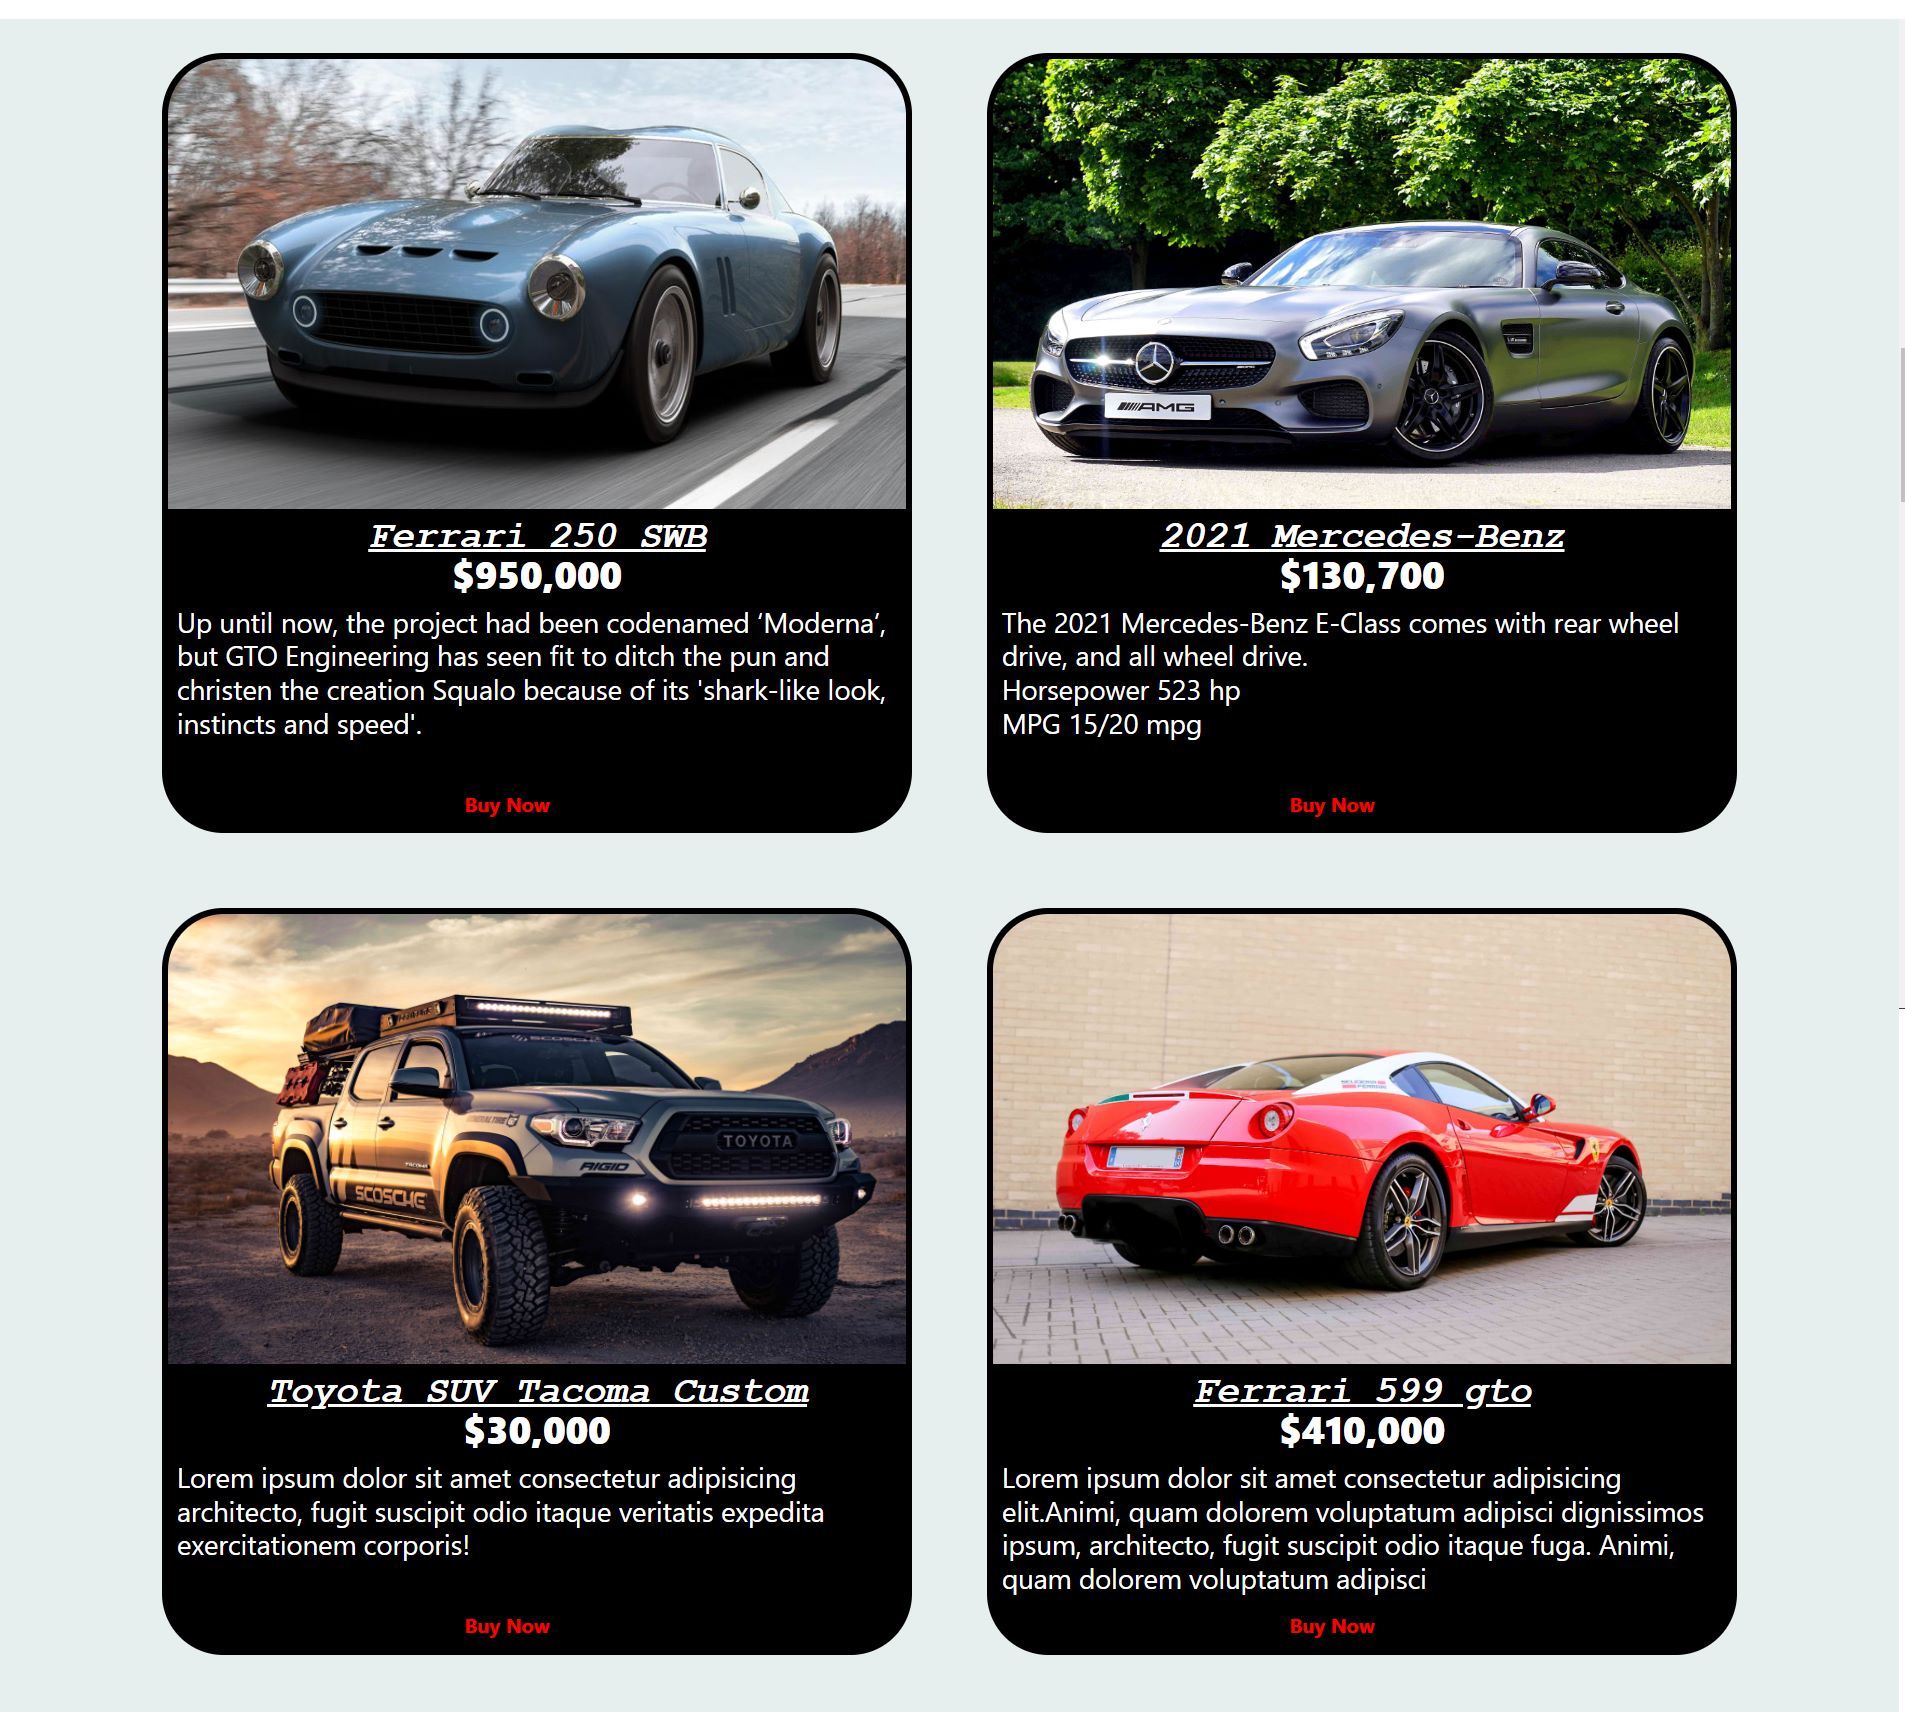 AMG
Ferrari 250 SWB
$950,000
Up until now, the project had been codenamed ‘Moderna’,
but GTO Engineering has seen fit to ditch the pun and
christen the creation Squalo because of its 'shark-like look,
instincts and speed'.
Buy Now
2021 Mercedes-Benz
$130,700
The 2021 Mercedes-Benz E-Class comes with rear wheel
drive, and all wheel drive.
Horsepower 523 hp
MPG 15/20 mpg
Buy Now
SCOSCHE
TOYOTA
RIGID
TACOMA
SCOSCHE
SCUDERIA
FERRARI
Toyota SUV Tacoma Custom
$30,000
Lorem ipsum dolor sit amet consectetur adipisicing
architecto, fugit suscipit odio itaque veritatis expedita
exercitationem corporis!
Buy Now
Ferrari 599 gto
$410,000
Lorem ipsum dolor sit amet consectetur adipisicing
elit.Animi, quam dolorem voluptatum adipisci dignissimos
ipsum, architecto, fugit suscipit odio itaque fuga. Animi,
quam dolorem voluptatum adipisci
Buy Now